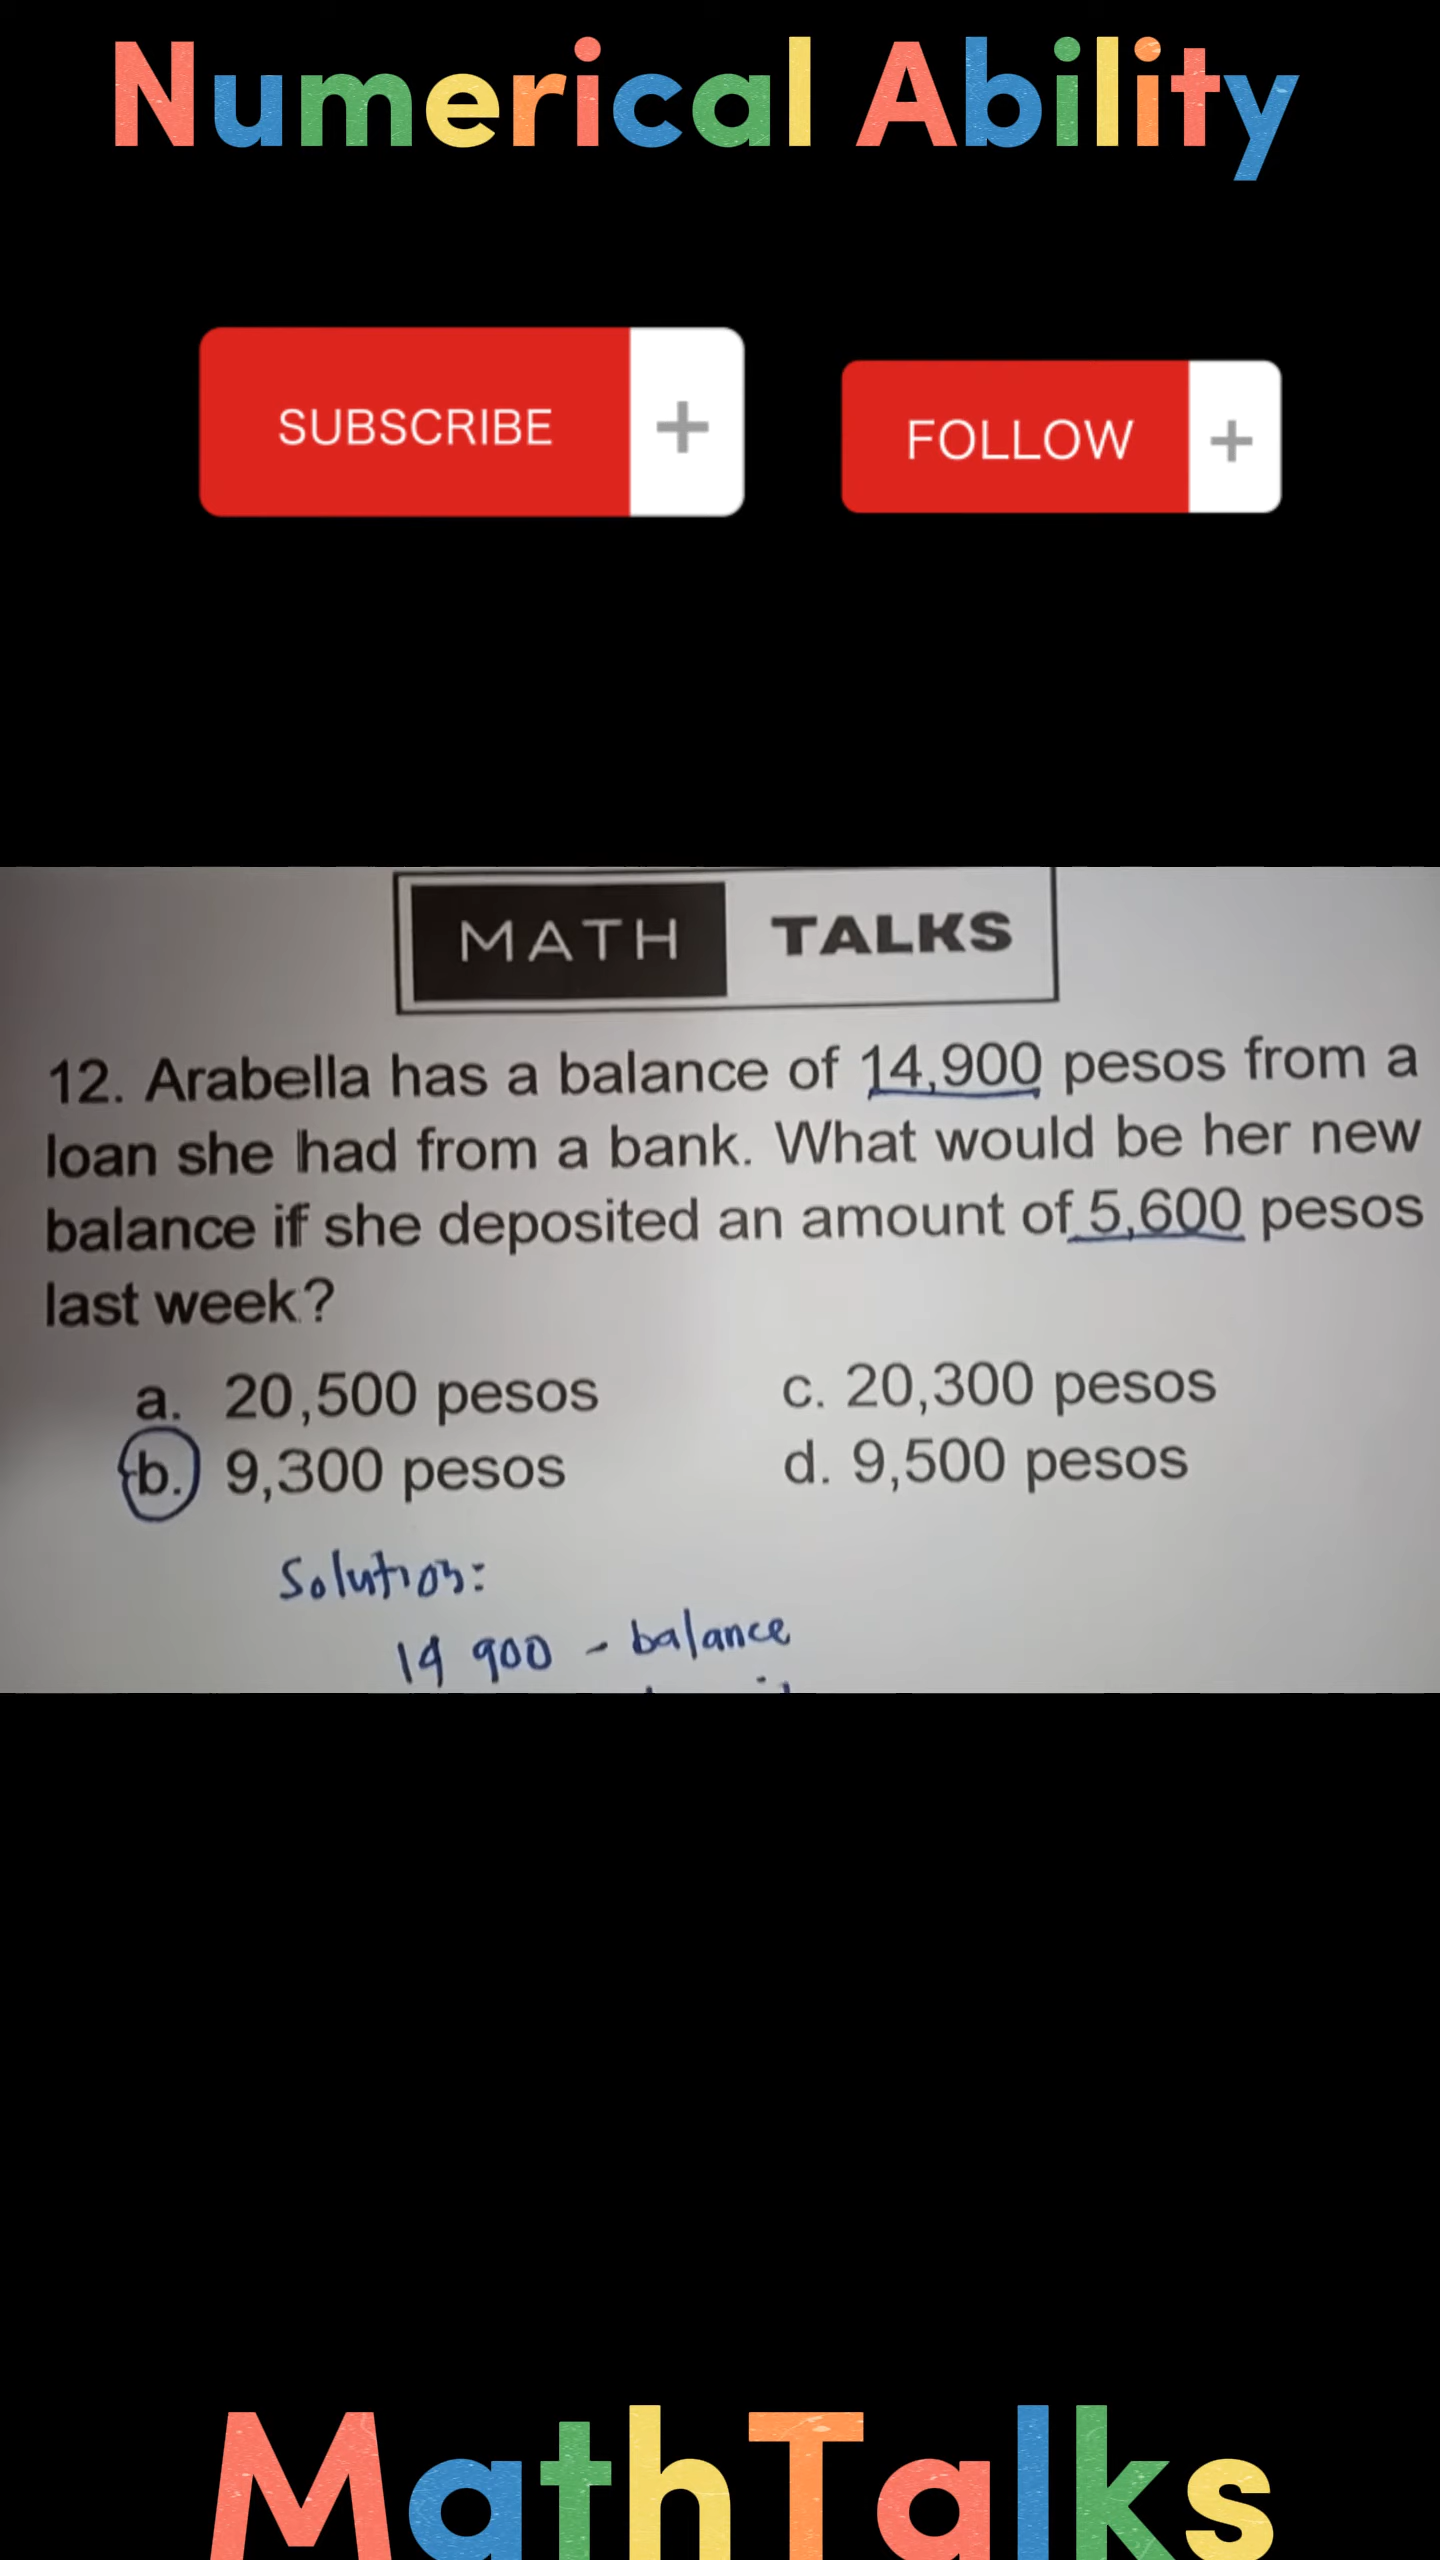 Numerical Ability
SUBSCRIBE +
FOLLOW +
MATH TALKS
12. Arabella has a balance of 14,900 pesos from a
loan she had from a bank. What would be her new
balance if she deposited an amount of 5,600 pesos
last week?
a. 20,500 pesos
c. 20,300 pesos
b. 9,300 pesos
d. 9,500 pesos
Solution:
14 900 - balance
MathTalks